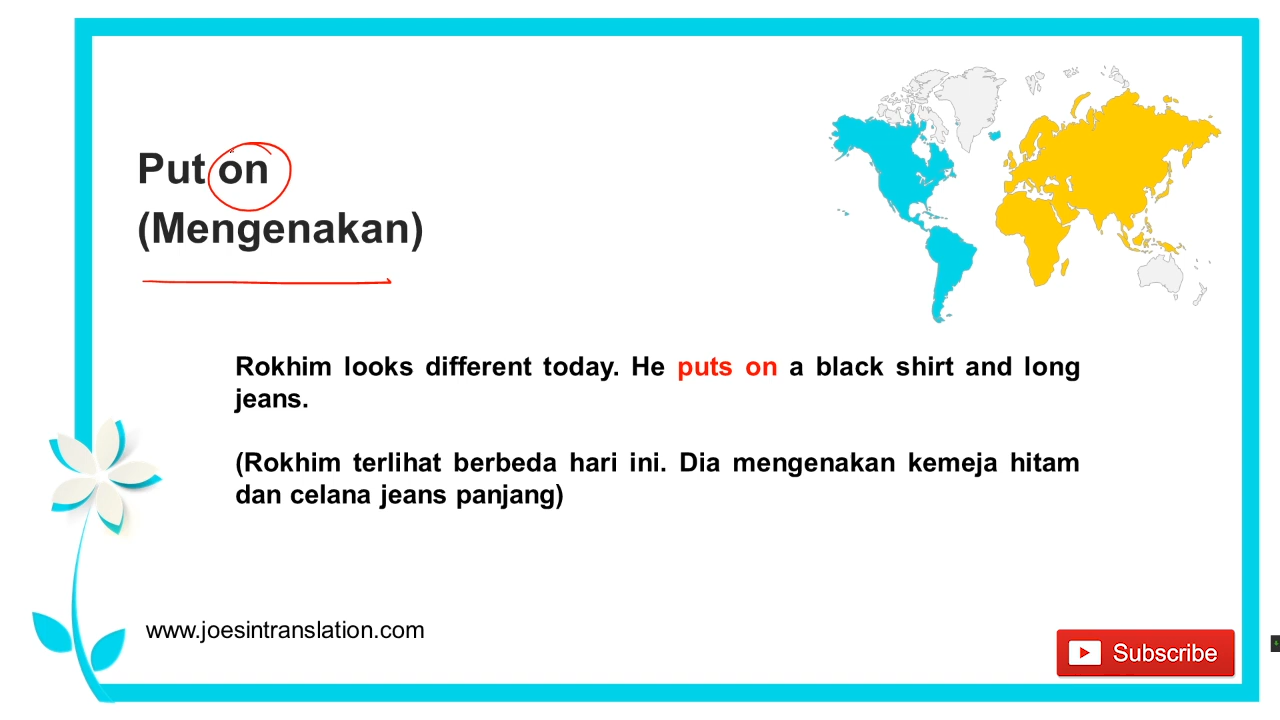 Put on
(Mengenakan)
Rokhim looks different today. He puts on a black shirt and long
jeans.
(Rokhim terlihat berbeda hari ini. Dia mengenakan kemeja hitam
dan celana jeans panjang)
www.joesintranslation.com
Subscribe